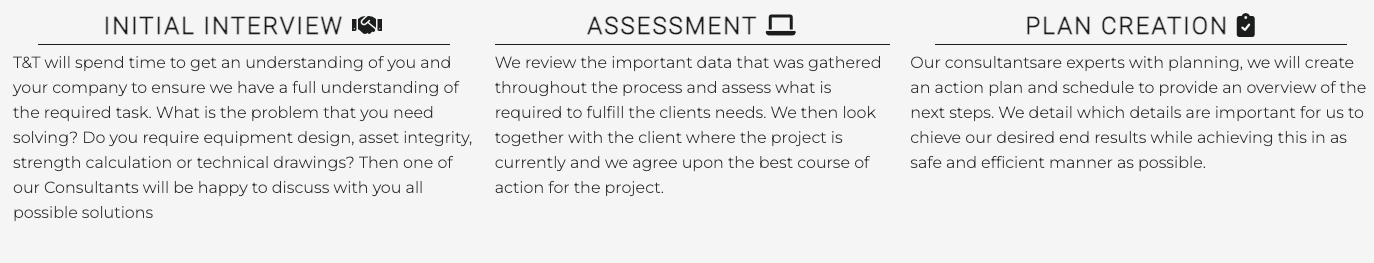 INITIAL INTERVIEW
T&T will spend time to get an understanding of you and
your company to ensure we have a full understanding of
the required task. What is the problem that you need
solving? Do you require equipment design, asset integrity,
strength calculation or technical drawings? Then one of
our Consultants will be happy to discuss with you all
possible solutions
ASSESSMENT
We review the important data that was gathered
throughout the process and assess what is
required to fulfill the clients needs. We then look
together with the client where the project is
currently and we agree upon the best course of
action for the project.
PLAN CREATION
Our consultantsare experts with planning, we will create
an action plan and schedule to provide an overview of the
next steps. We detail which details are important for us to
chieve our desired end results while achieving this in as
safe and efficient manner as possible.